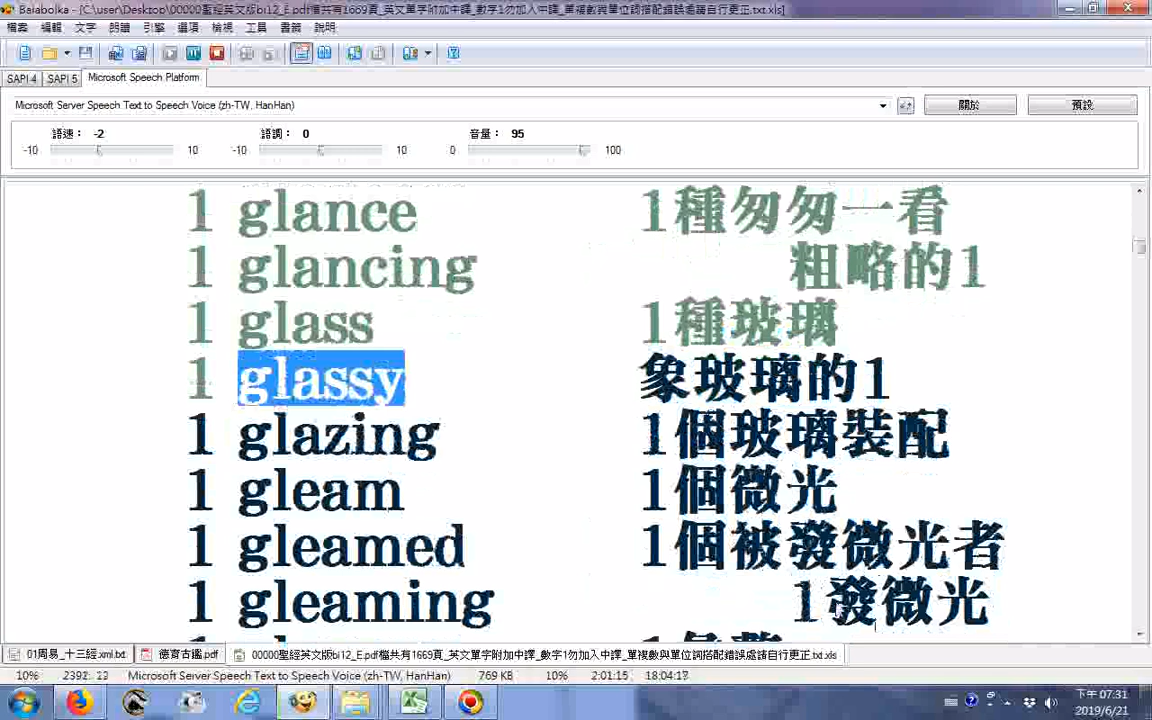 Balabolka - [C:\user\Desktop\00000聖經英文版bi12_E.pdf檔共有1669頁_英文單字附加中譯_數字1勿加入中譯_單複數與單位詞搭配錯誤處請自行更正.txt.xls]
檔案 編輯 文字 朗讀 引擎 選項 檢視 工具 書籤 說明
SAPI 4 SAPI 5 Microsoft Speech Platform
Microsoft Server Speech Text to Speech Voice (zh-TW, HanHan) 關於 預設
語速： -2 語調： 0 音量： 95
-10 10 -10 10 0 100
1 glance 1種匆匆一看
1 glancing 粗略的1
1 glass 1種玻璃
1 glassy 象玻璃的1
1 glazing 1個玻璃裝配
1 gleam 1個微光
1 gleamed 1個被發微光者
1 gleaming 1發微光
01周易_十三經.xml.txt 德育古鑑.pdf 00000聖經英文版bi12_E.pdf檔共有1669頁_英文單字附加中譯_數字1勿加入中譯_單複數與單位詞搭配錯誤處請自行更正.txt.xls
10% Microsoft Server Speech Text to Speech Voice (zh-TW, HanHan) 769 KB 10% 2:01:15
下午 07:31
2019/6/21